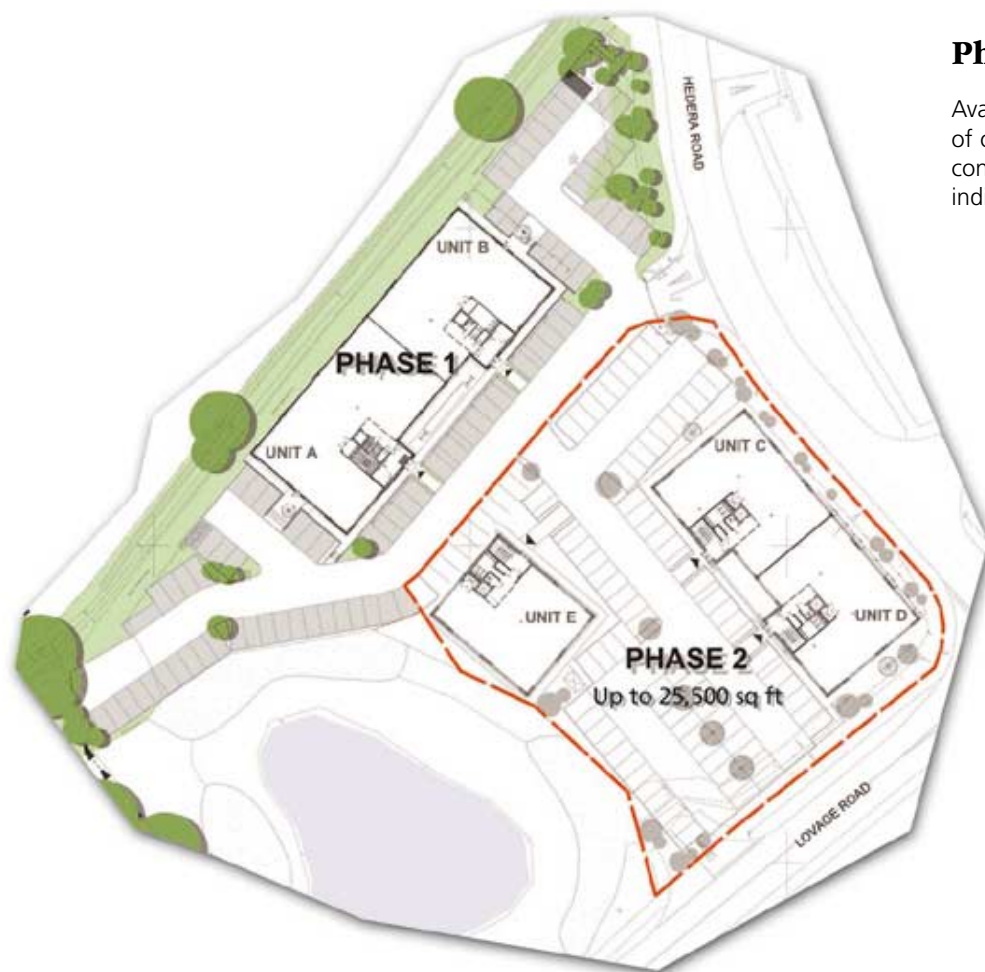 Ph
Ava
of c
con
ind
HEDERA ROAD
UNIT B
PHASE 1
UNIT A
UNIT C
UNIT E
UNIT D
PHASE 2
Up to 25,500 sq ft
LOVAGE ROAD